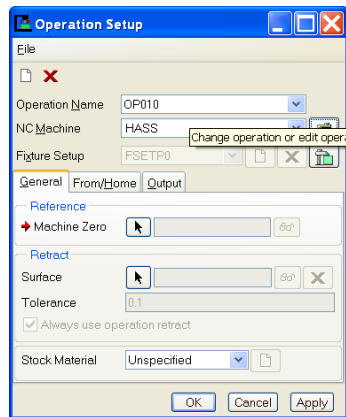 Operation Setup
File
Operation Name OP010
NC Machine HASS
Change operation or edit opera
Fixture Setup FSETP0
General From/Home Output
Reference
Machine Zero
Retract
Surface
Tolerance 0.1
Always use operation retract
Stock Material Unspecified
OK Cancel Apply